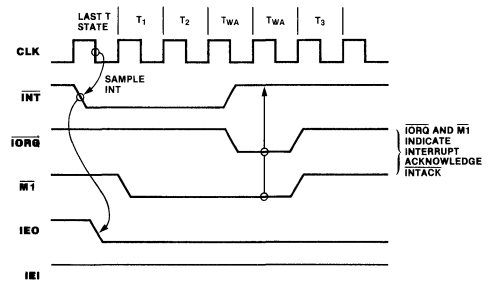 LAST T
STATE
T1
T2
TWA
TWA
T3
CLK
SAMPLE
INT
INT
IORQ
IORQ AND M1
INDICATE
INTERRUPT
ACKNOWLEDGE
INTACK
M1
IEO
IEI